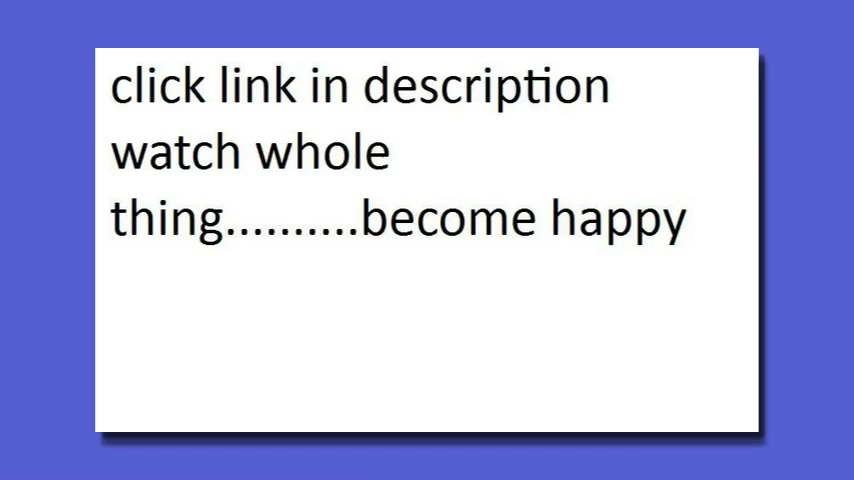 click link in description
watch whole
thing..........become happy